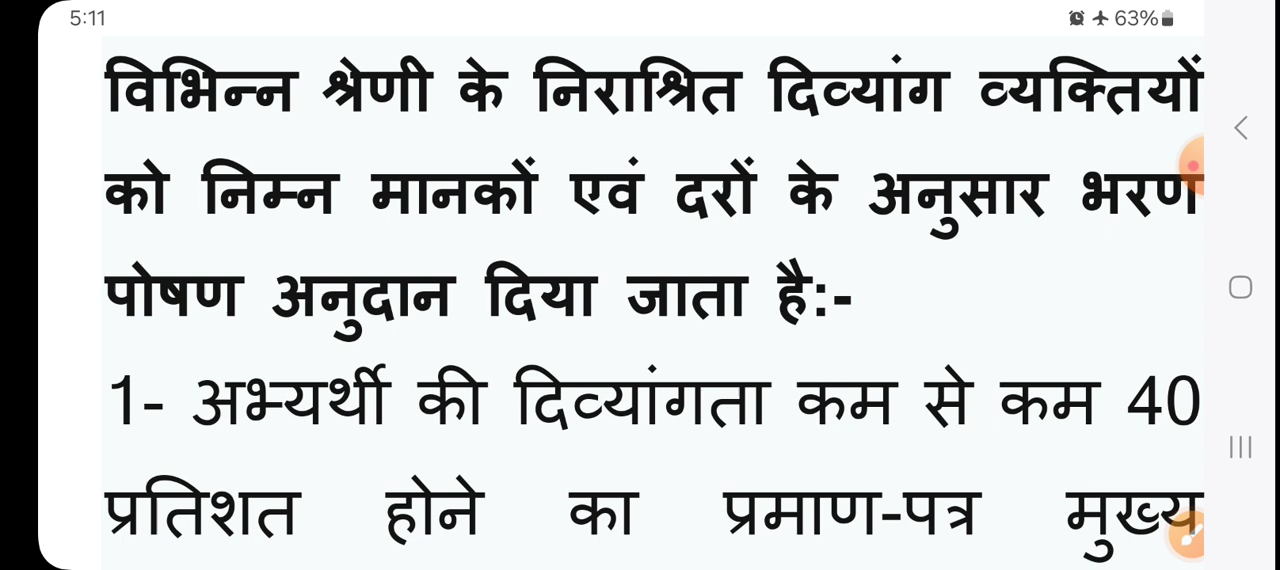 5:11
63%
विभिन्न श्रेणी के निराश्रित दिव्यांग व्यक्तियों
को निम्न मानकों एवं दरों के अनुसार भरण
पोषण अनुदान दिया जाता है:-
1- अभ्यर्थी की दिव्यांगता कम से कम 40
प्रतिशत होने का प्रमाण-पत्र मुख्य